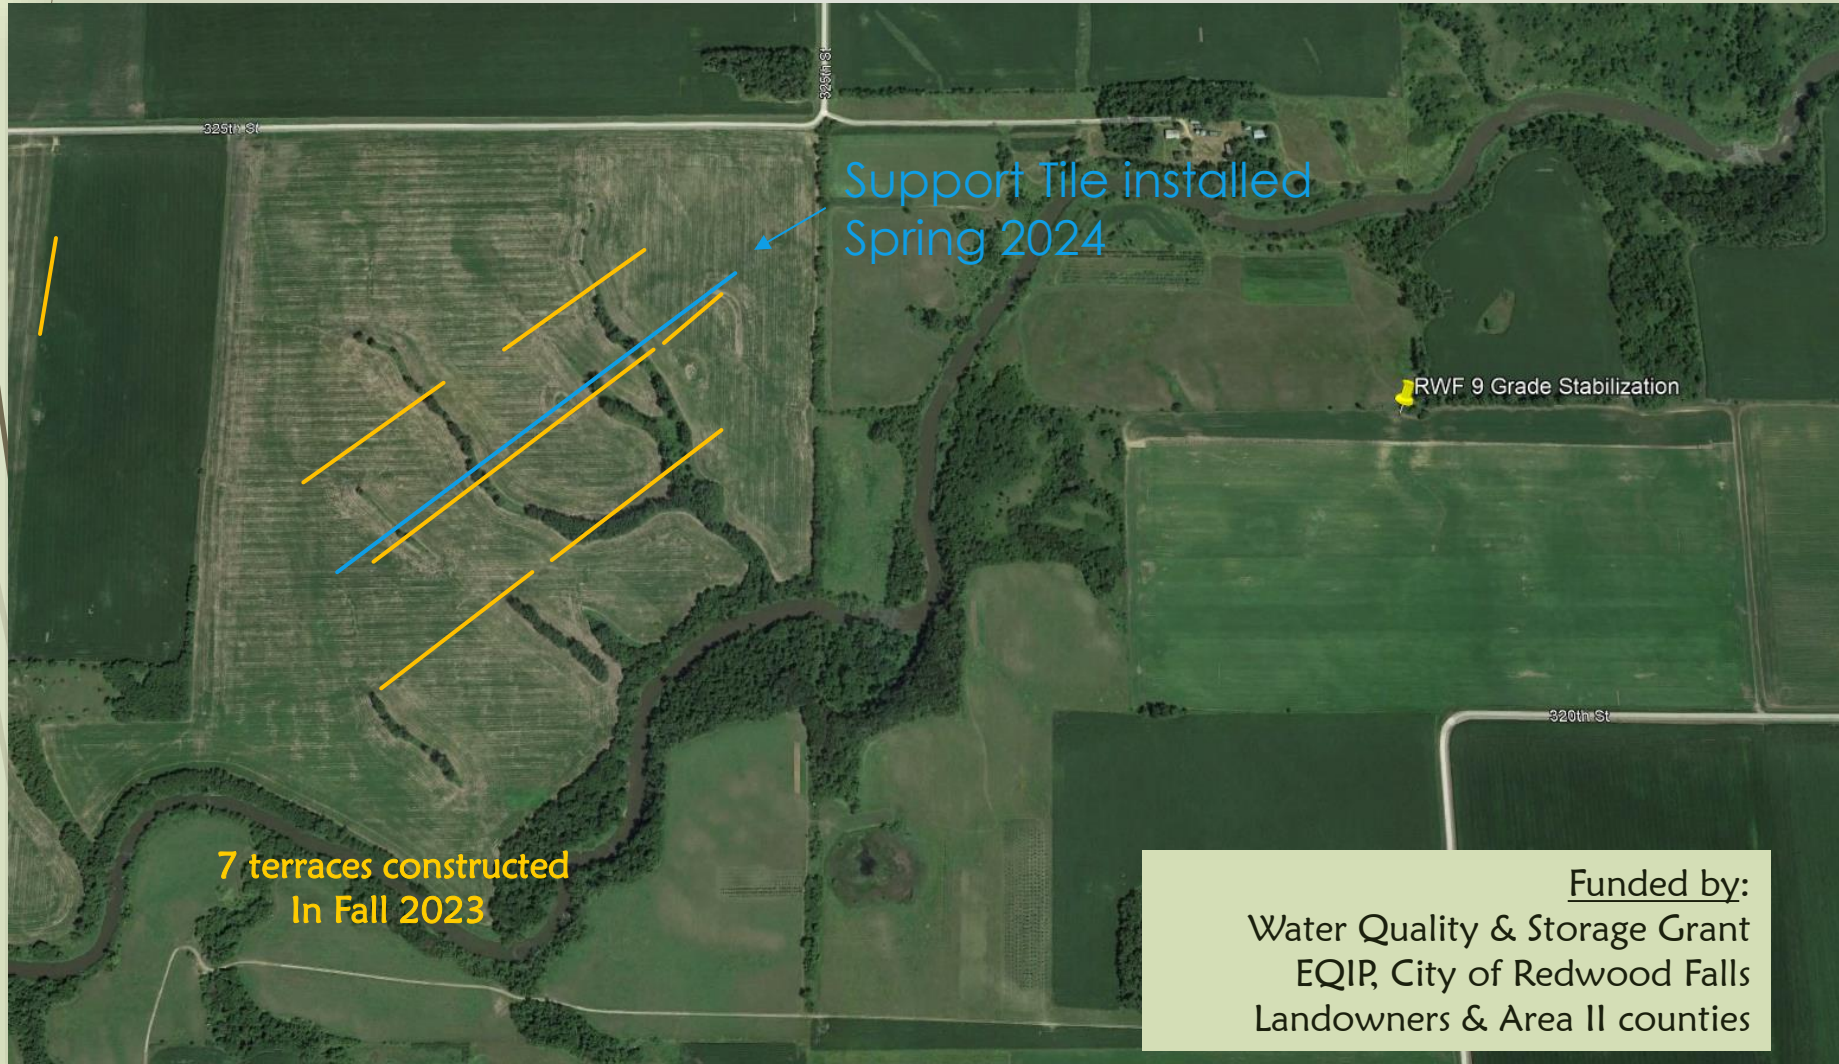 325th St
325th St
Support Tile installed
Spring 2024
RWF 9 Grade Stabilization
320th St
7 terraces constructed
In Fall 2023
Funded by:
Water Quality & Storage Grant
EQIP, City of Redwood Falls
Landowners & Area II counties